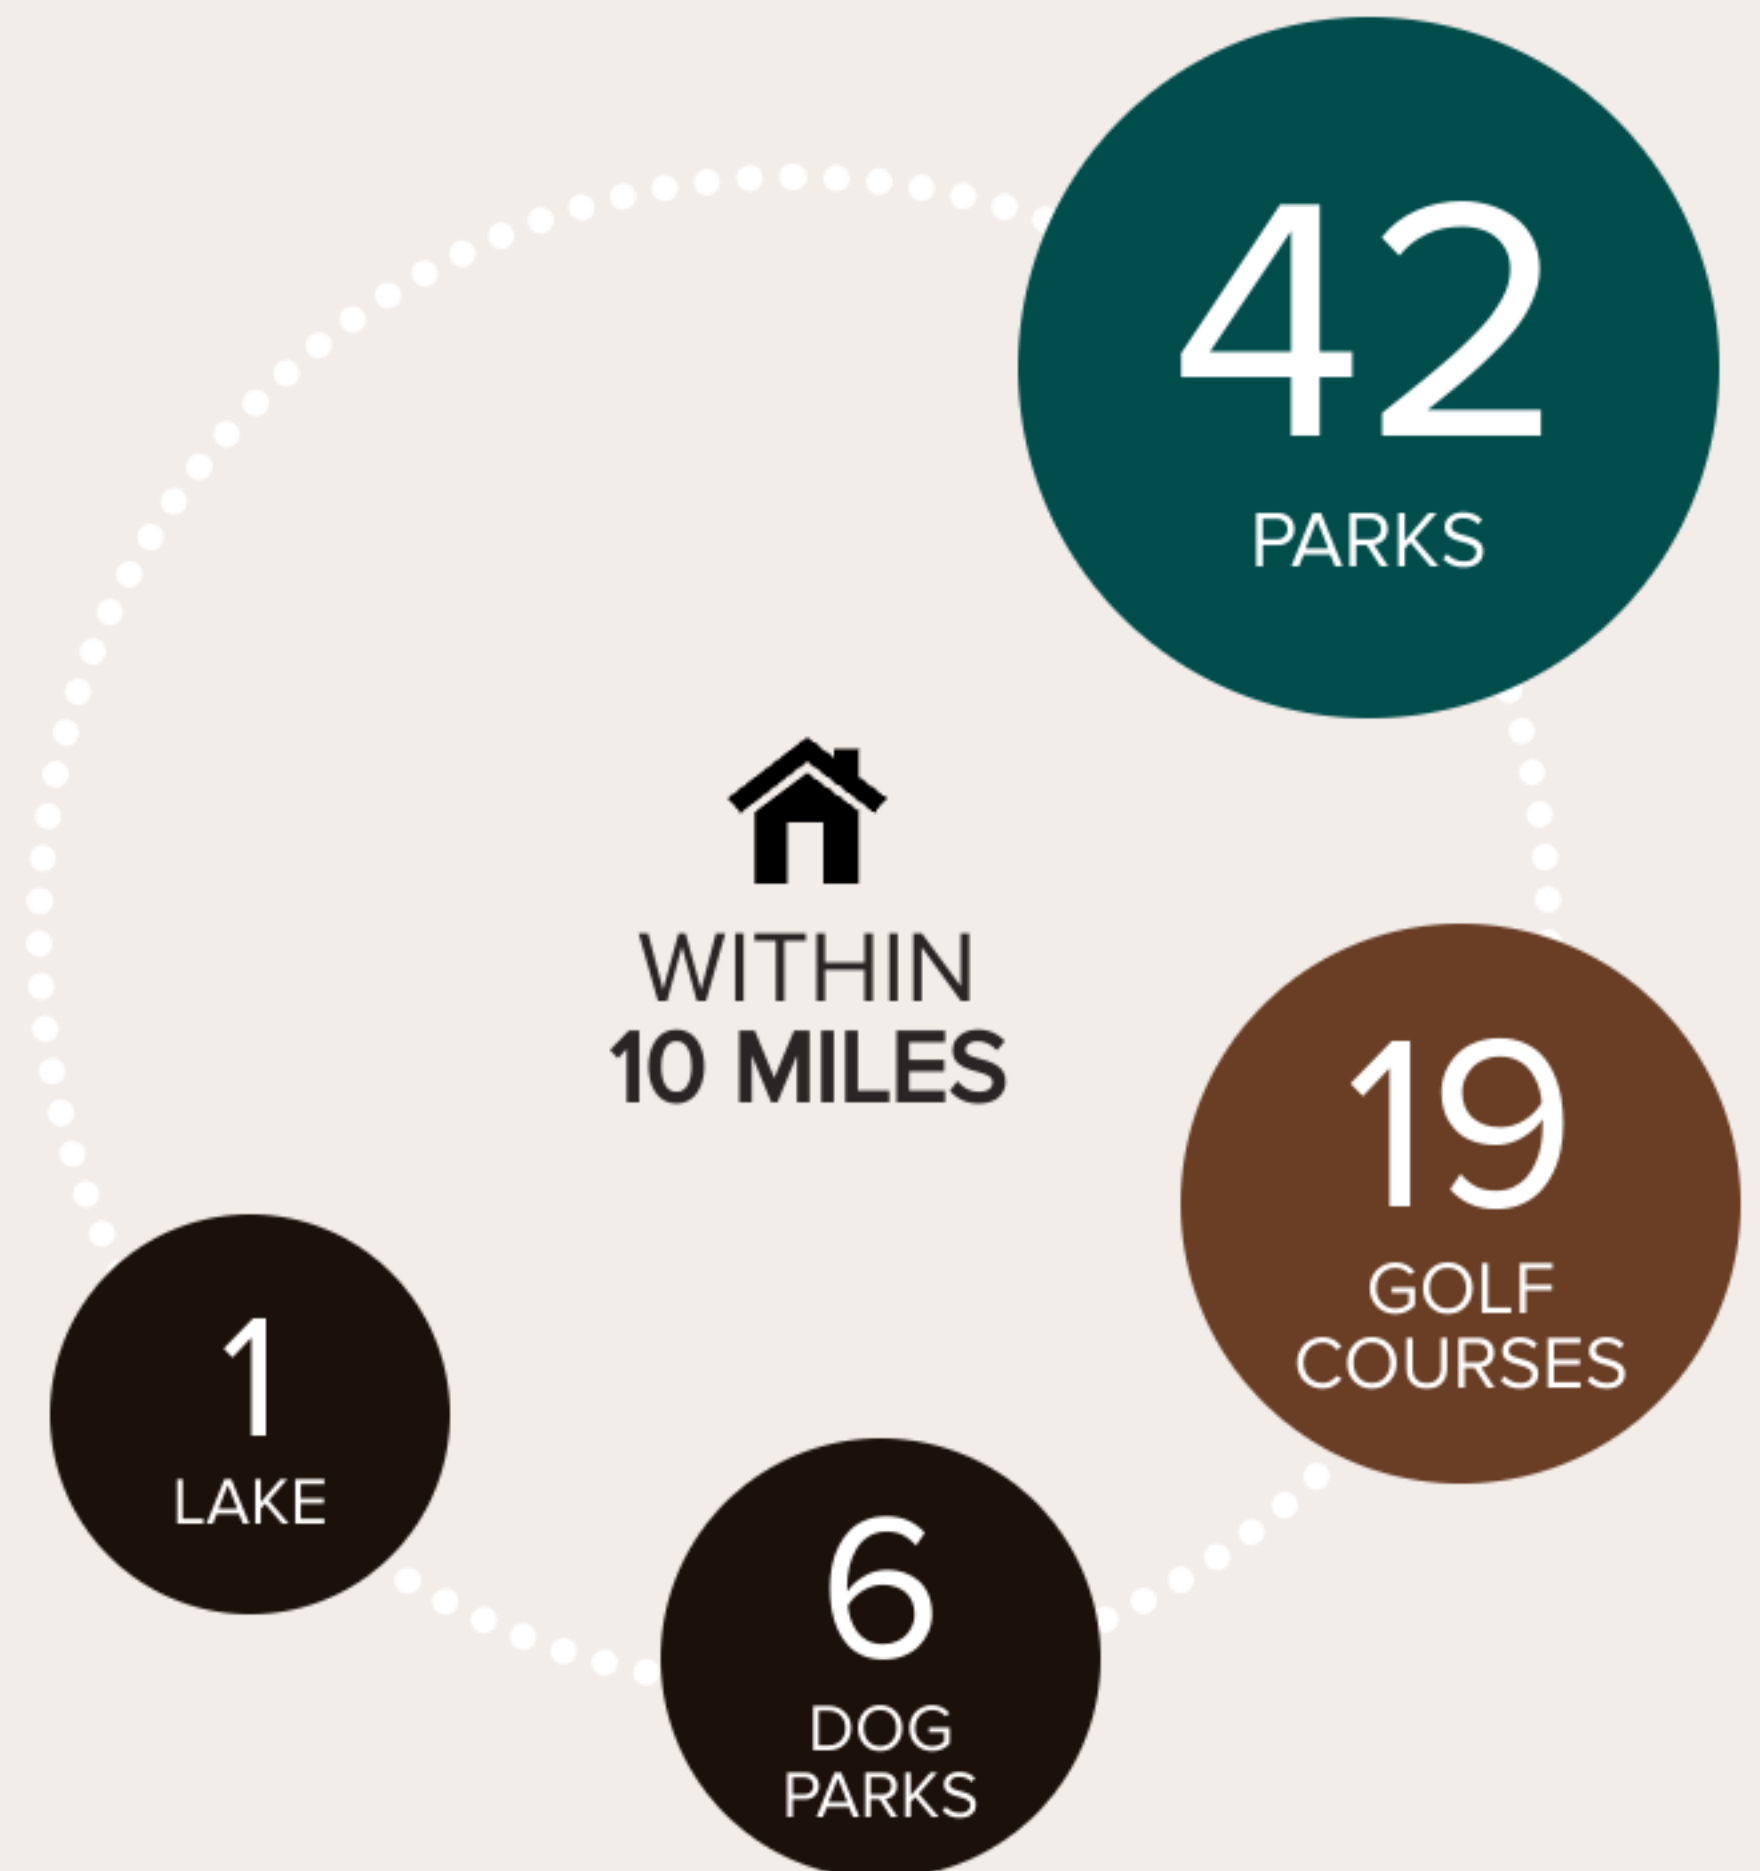 42
PARKS
WITHIN
10 MILES
19
GOLF
COURSES
1
LAKE
6
DOG
PARKS